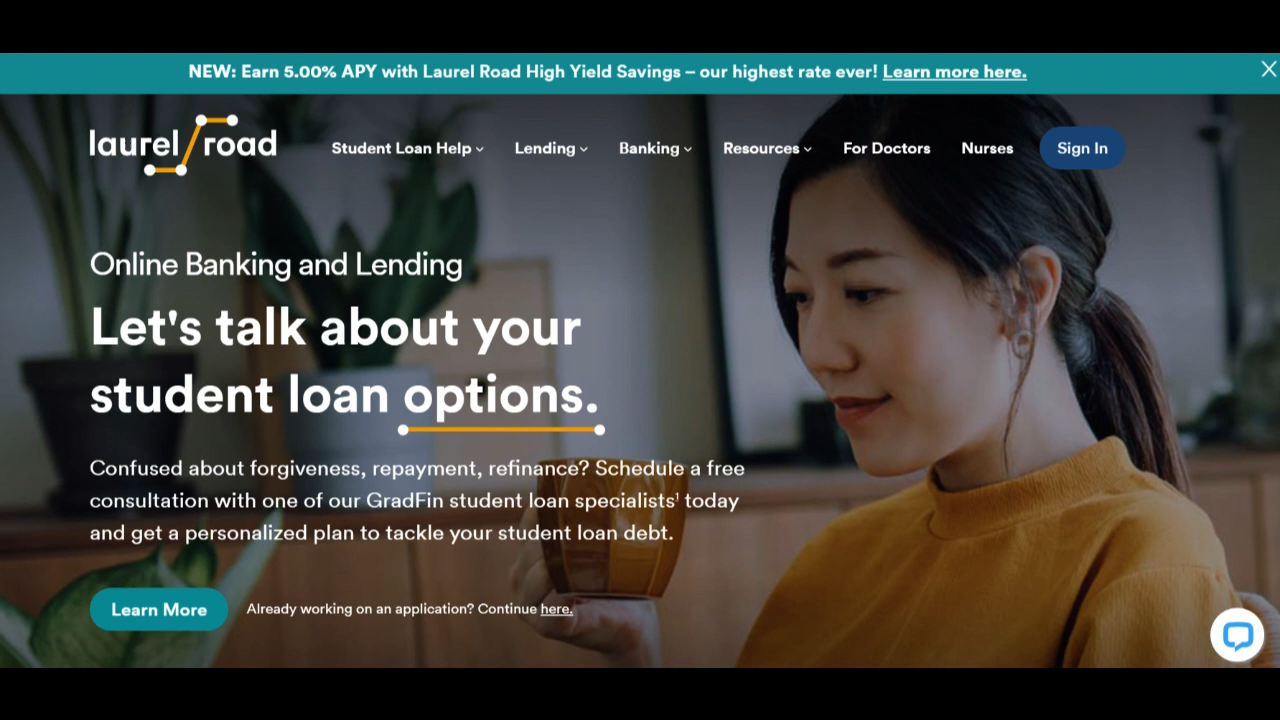 NEW: Earn 5.00% APY with Laurel Road High Yield Savings – our highest rate ever! Learn more here.
laurel road
Student Loan Help
Lending
Banking
Resources
For Doctors
Nurses
Sign In
Online Banking and Lending
Let's talk about your
student loan options.
Confused about forgiveness, repayment, refinance? Schedule a free
consultation with one of our GradFin student loan specialists¹ today
and get a personalized plan to tackle your student loan debt.
Learn More
Already working on an application? Continue here.